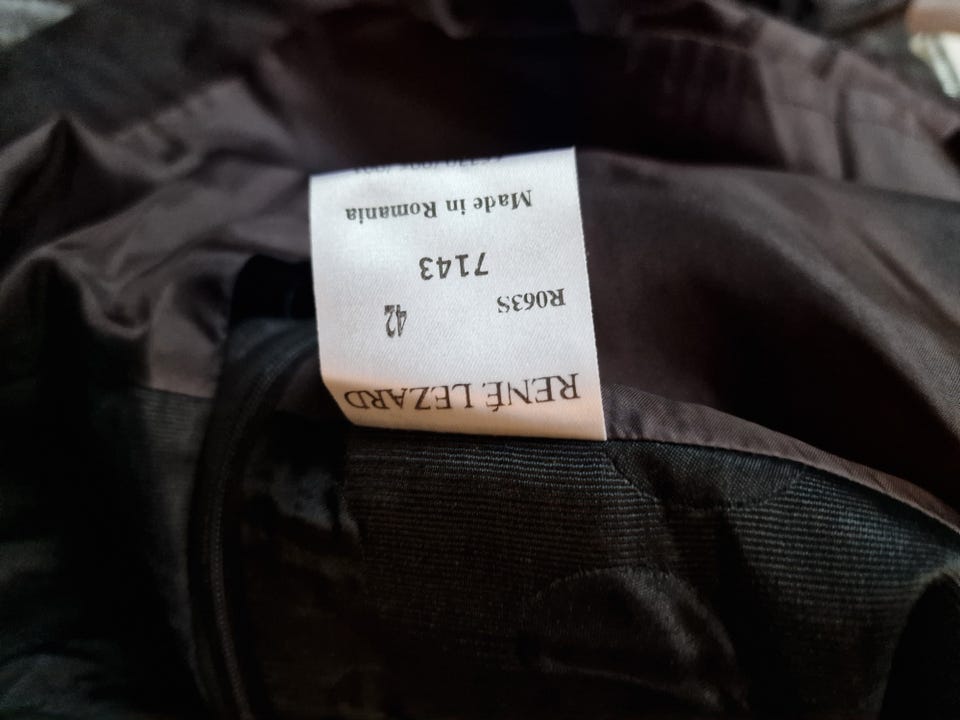 RENÉ LEZARD
R063S 42
7143
Made in Romania